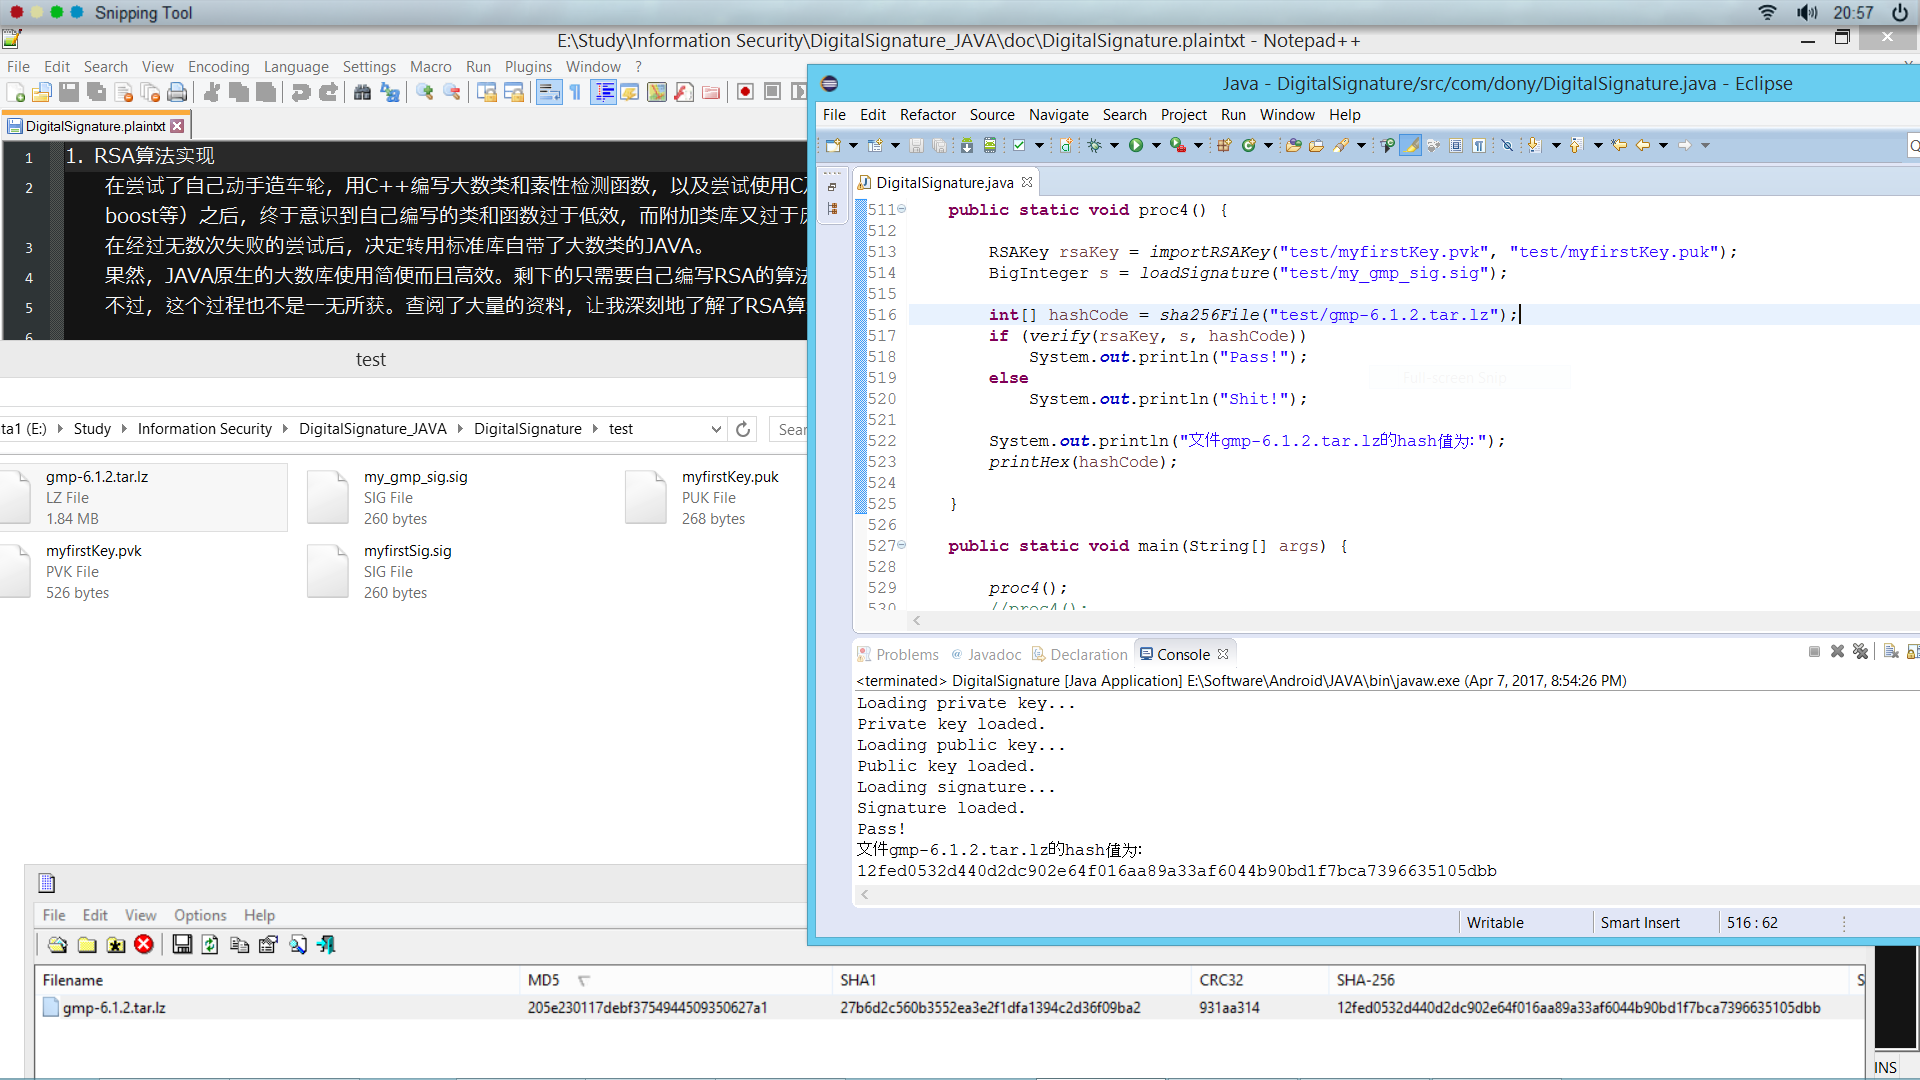 Snipping Tool
20:57
E:\Study\Information Security\DigitalSignature_JAVA\doc\DigitalSignature.plaintxt - Notepad++
File Edit Search View Encoding Language Settings Macro Run Plugins Window ?
DigitalSignature.plaintxt
1 1. RSA算法实现
2 在尝试了自己动手造车轮，用C++编写大数类和素性检测函数，以及尝试使用C
boost等）之后，终于意识到自己编写的类和函数过于低效，而附加类库又过于
3 在经过无数次失败的尝试后，决定转用标准库自带了大数类的JAVA。
4 果然，JAVA原生的大数库使用简便而且高效。剩下的只需要自己编写RSA的算法
5 不过，这个过程也不是一无所获。查阅了大量的资料，让我深刻地了解了RSA算
6
test
ta1 (E:) Study Information Security DigitalSignature_JAVA DigitalSignature test
Sear
gmp-6.1.2.tar.lz
LZ File
1.84 MB
my_gmp_sig.sig
SIG File
260 bytes
myfirstKey.puk
PUK File
268 bytes
myfirstKey.pvk
PVK File
526 bytes
myfirstSig.sig
SIG File
260 bytes
Java - DigitalSignature/src/com/dony/DigitalSignature.java - Eclipse
File Edit Refactor Source Navigate Search Project Run Window Help
DigitalSignature.java
511 public static void proc4() {
512
513 RSAKey rsaKey = importRSAKey("test/myfirstKey.pvk", "test/myfirstKey.puk");
514 BigInteger s = loadSignature("test/my_gmp_sig.sig");
515
516 int[] hashCode = sha256File("test/gmp-6.1.2.tar.lz");
517 if (verify(rsaKey, s, hashCode))
518 System.out.println("Pass!");
519 else
520 System.out.println("Shit!");
521
522 System.out.println("文件gmp-6.1.2.tar.lz的hash值为:");
523 printHex(hashCode);
524
525 }
526
527 public static void main(String[] args) {
528
529 proc4();
530 //proc4();
Full-screen Snip
Problems Javadoc Declaration Console
<terminated> DigitalSignature [Java Application] E:\Software\Android\JAVA\bin\javaw.exe (Apr 7, 2017, 8:54:26 PM)
Loading private key...
Private key loaded.
Loading public key...
Public key loaded.
Loading signature...
Signature loaded.
Pass!
文件gmp-6.1.2.tar.lz的hash值为:
12fed0532d440d2dc902e64f016aa89a33af6044b90bd1f7bca7396635105dbb
Writable Smart Insert 516 : 62
File Edit View Options Help
Filename MD5 SHA1 CRC32 SHA-256 S
gmp-6.1.2.tar.lz 205e230117debf3754944509350627a1 27b6d2c560b3552ea3e2f1dfa1394c2d36f09ba2 931aa314 12fed0532d440d2dc902e64f016aa89a33af6044b90bd1f7bca7396635105dbb
INS